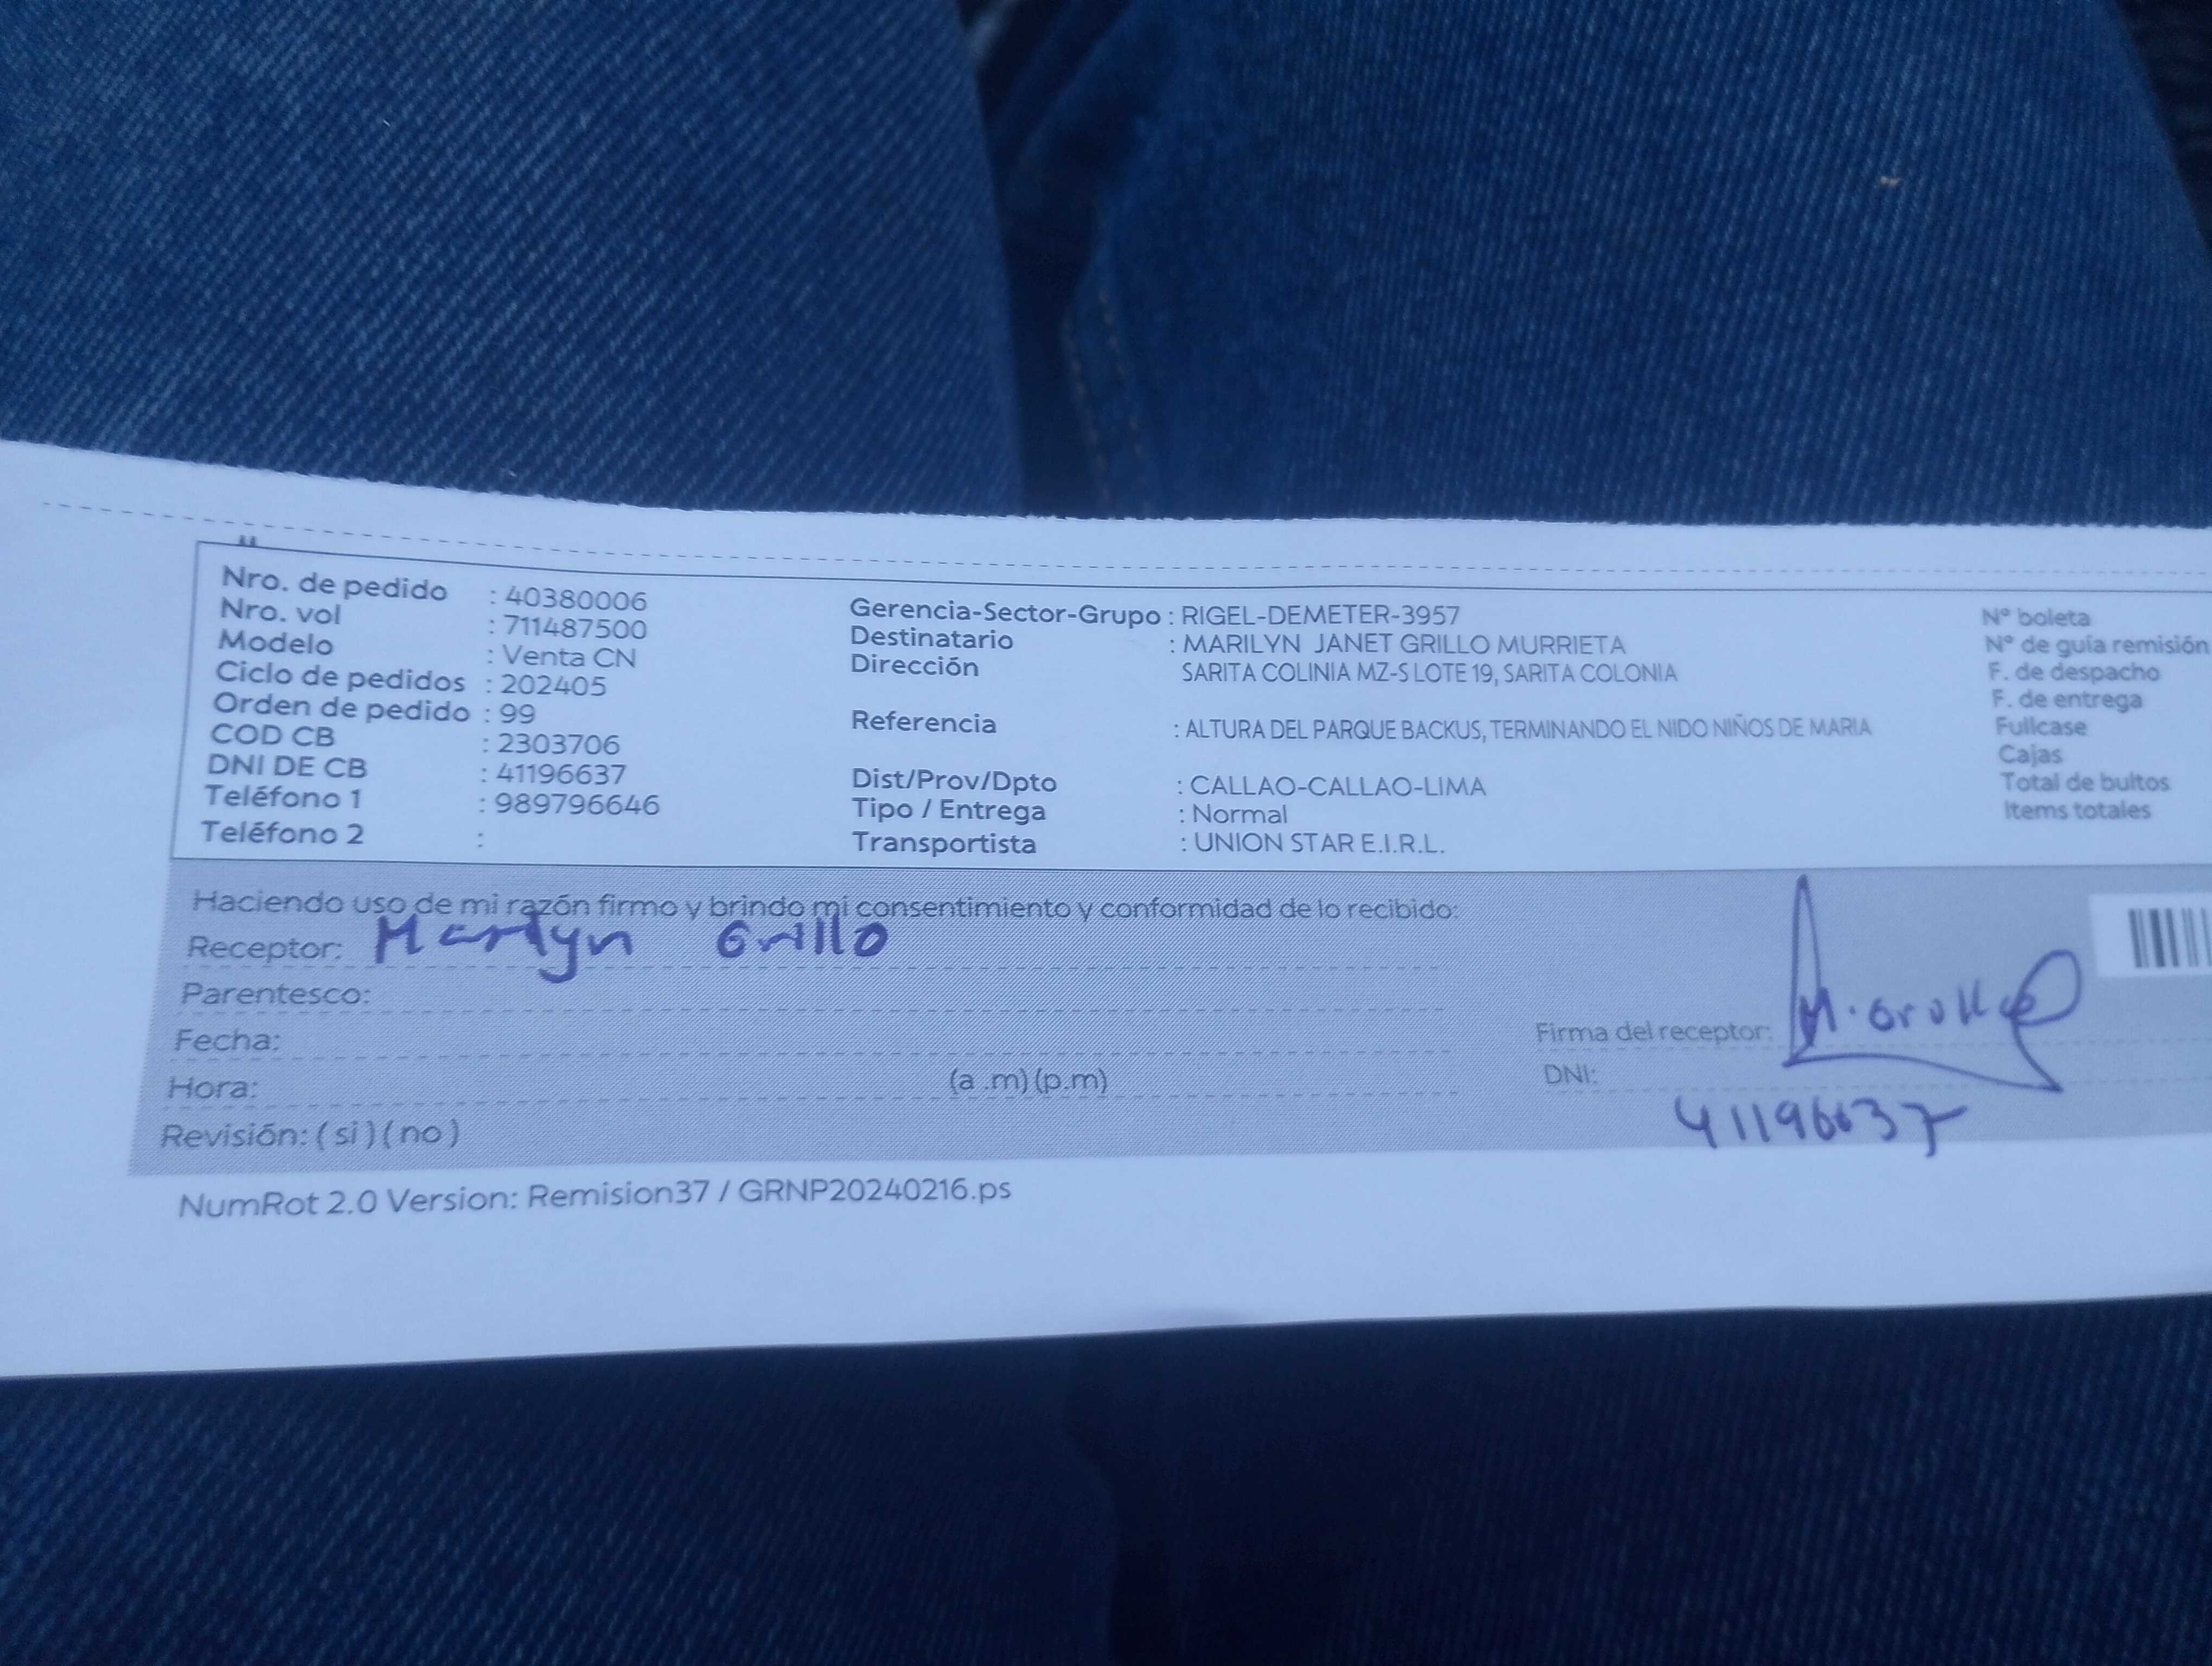 Nro. de pedido : 40380006
Nro. vol : 711487500
Modelo : Venta CN
Ciclo de pedidos : 202405
Orden de pedido : 99
COD CB : 2303706
DNI DE CB : 41196637
Teléfono 1 : 989796646
Teléfono 2 :
Gerencia-Sector-Grupo : RIGEL-DEMETER-3957
Destinatario : MARILYN JANET GRILLO MURRIETA
Dirección SARITA COLINIA MZ-S LOTE 19, SARITA COLONIA
Referencia : ALTURA DEL PARQUE BACKUS, TERMINANDO EL NIDO NIÑOS DE MARIA
Dist/Prov/Dpto : CALLAO-CALLAO-LIMA
Tipo / Entrega : Normal
Transportista : UNION STAR E.I.R.L.
N° boleta
N° de guía remisión
F. de despacho
F. de entrega
Fullcase
Cajas
Total de bultos
Items totales
Haciendo uso de mi razón firmo y brindo mi consentimiento y conformidad de lo recibido:
Receptor: Marilyn Grillo
Parentesco:
Fecha:
Hora: (a .m) (p.m)
Revisión: ( si ) ( no )
Firma del receptor: M. Grillo
DNI:
41196637
NumRot 2.0 Version: Remision37 / GRNP20240216.ps